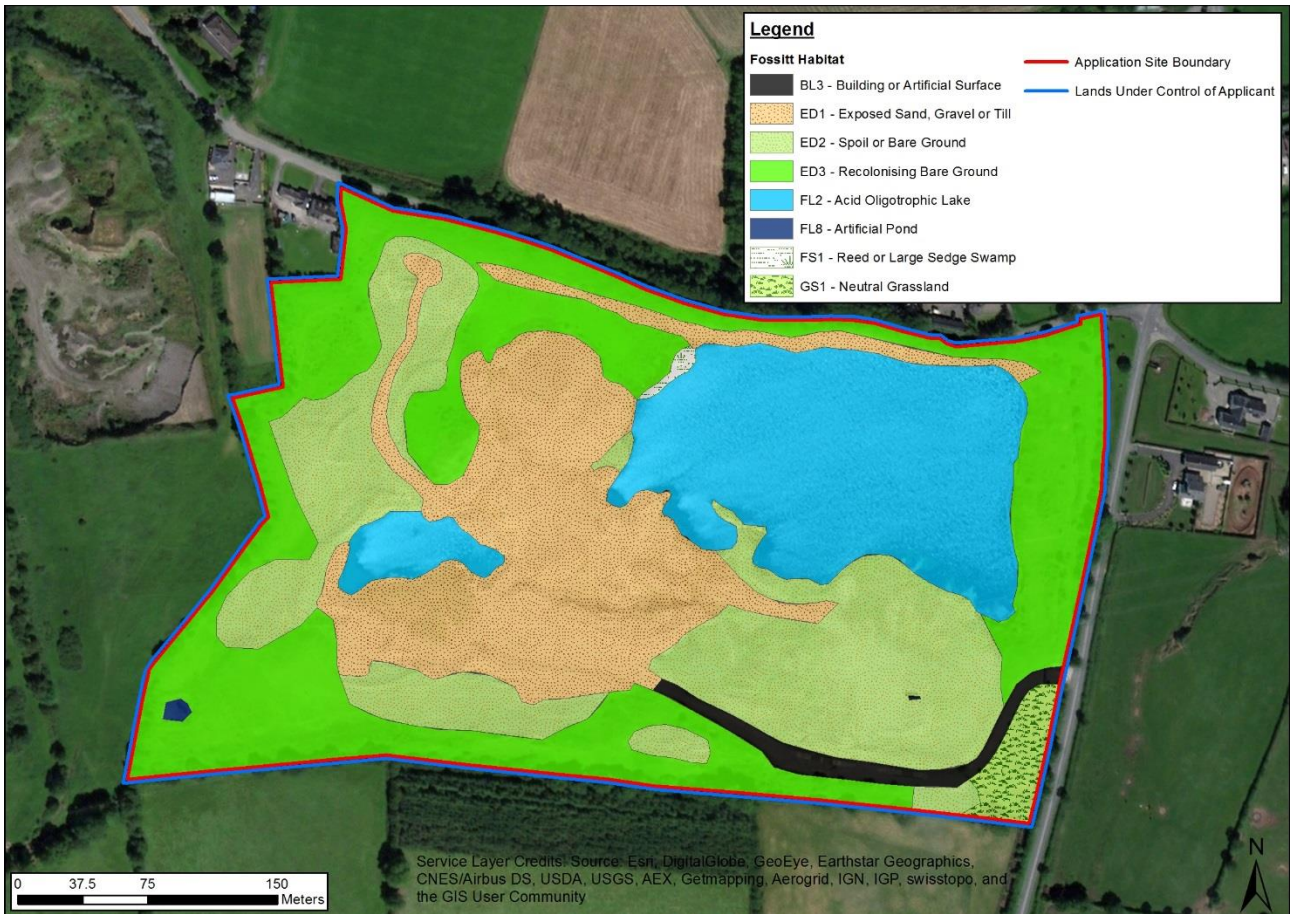 Legend
Fossitt Habitat
BL3 - Building or Artificial Surface
ED1 - Exposed Sand, Gravel or Till
ED2 - Spoil or Bare Ground
ED3 - Recolonising Bare Ground
FL2 - Acid Oligotrophic Lake
FL8 - Artificial Pond
FS1 - Reed or Large Sedge Swamp
GS1 - Neutral Grassland
Application Site Boundary
Lands Under Control of Applicant
Service Layer Credits: Source: Esri, DigitalGlobe, GeoEye, Earthstar Geographics,
CNES/Airbus DS, USDA, USGS, AEX, Getmapping, Aerogrid, IGN, IGP, swisstopo, and
the GIS User Community
0 37.5 75 150
Meters
N